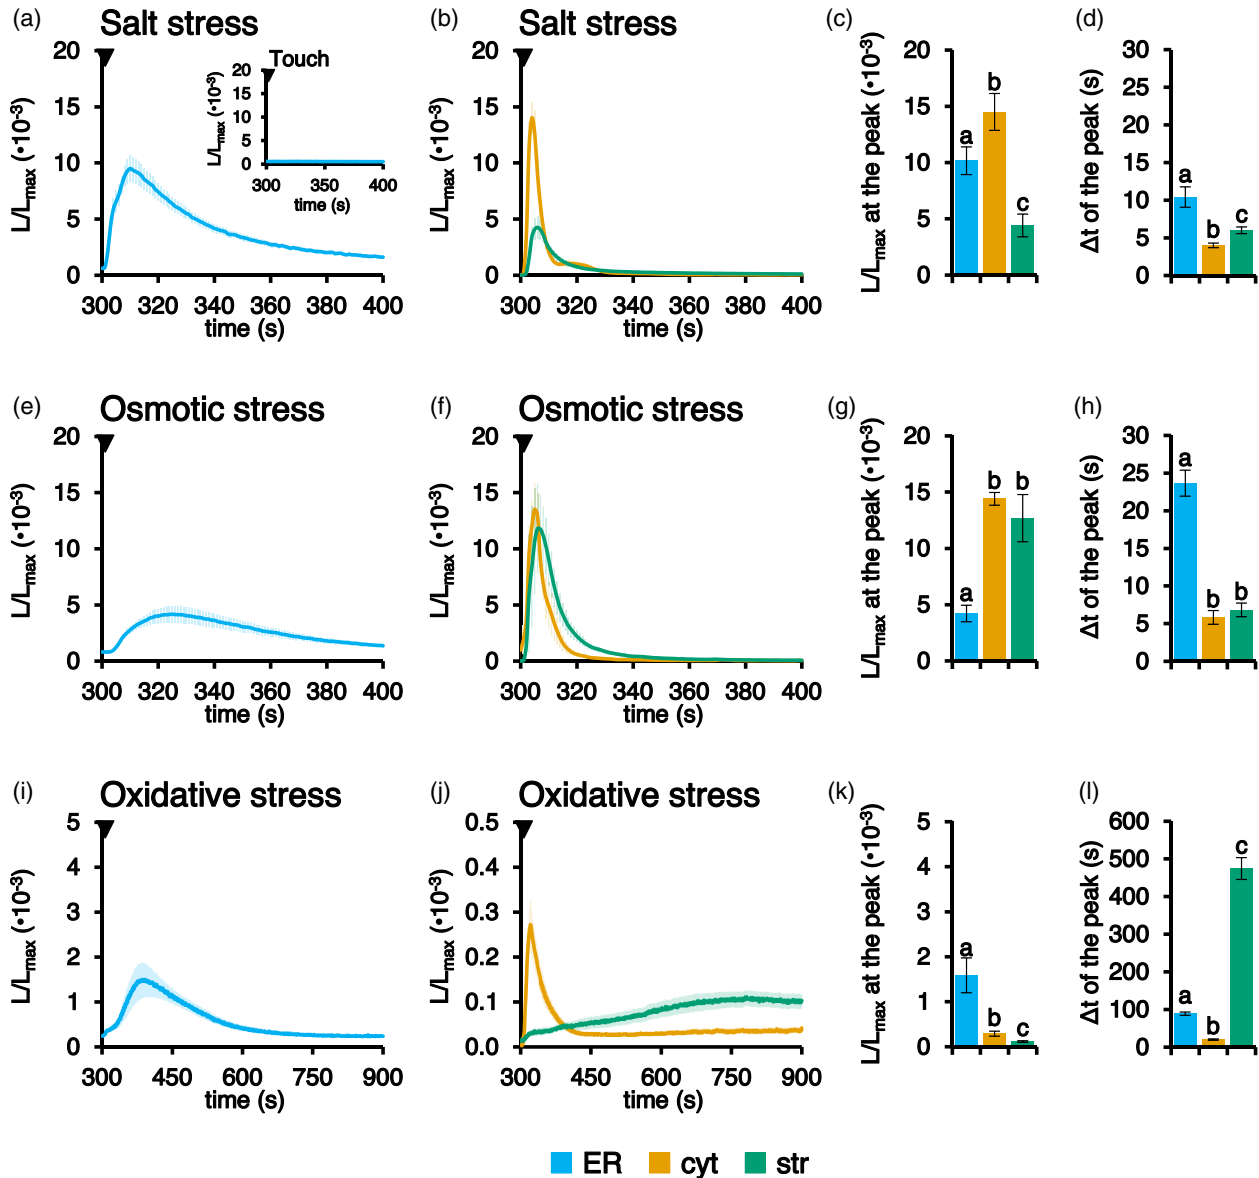 (a) Salt stress (b) Salt stress (c) (d)
Touch
L/Lmax (•10-3)
20
15
10
5
0
300 320 340 360 380 400
time (s)
L/Lmax (•10-3)
20
15
10
5
0
300 350 400
time (s)
L/Lmax (•10-3)
20
15
10
5
0
300 320 340 360 380 400
time (s)
L/Lmax at the peak (•10-3)
20
15
10
5
0
a b c
Δt of the peak (s)
30
25
20
15
10
5
0
a b c
(e) Osmotic stress (f) Osmotic stress (g) (h)
L/Lmax (•10-3)
20
15
10
5
0
300 320 340 360 380 400
time (s)
L/Lmax (•10-3)
20
15
10
5
0
300 320 340 360 380 400
time (s)
L/Lmax at the peak (•10-3)
20
15
10
5
0
a b b
Δt of the peak (s)
30
25
20
15
10
5
0
a b b
(i) Oxidative stress (j) Oxidative stress (k) (l)
L/Lmax (•10-3)
5
4
3
2
1
0
300 450 600 750 900
time (s)
L/Lmax (•10-3)
0.5
0.4
0.3
0.2
0.1
0.0
300 450 600 750 900
time (s)
L/Lmax at the peak (•10-3)
5
4
3
2
1
0
a b c
Δt of the peak (s)
600
500
400
300
200
100
0
a b c
ER cyt str